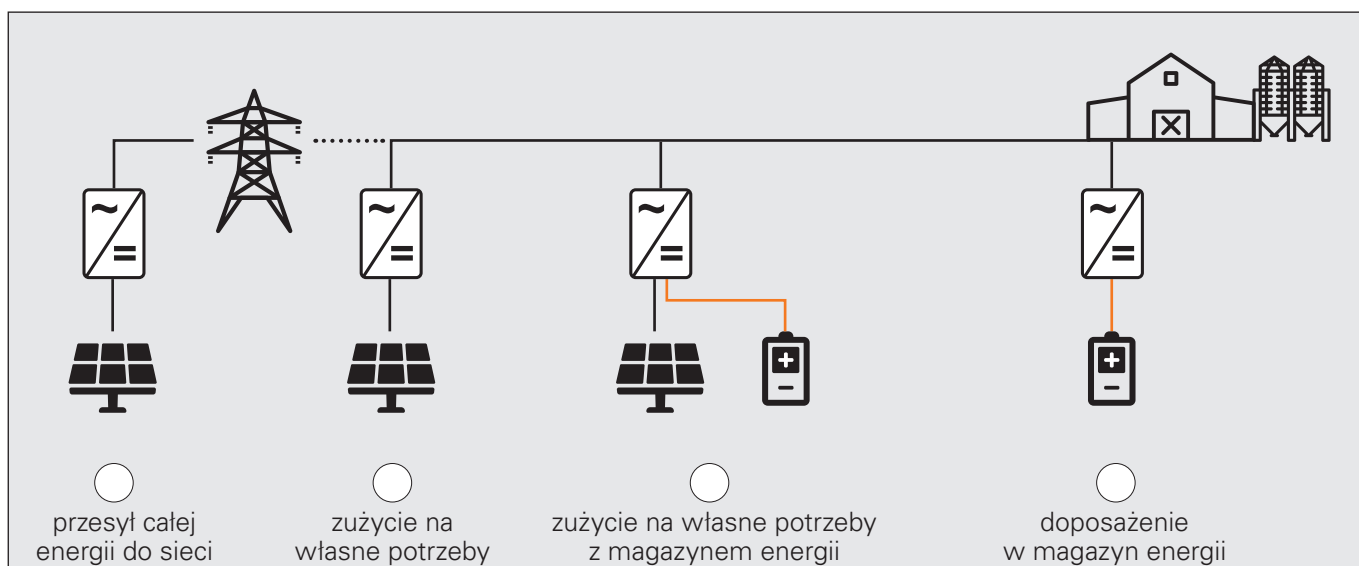 przesył całej
energii do sieci
zużycie na
własne potrzeby
zużycie na własne potrzeby
z magazynem energii
doposażenie
w magazyn energii